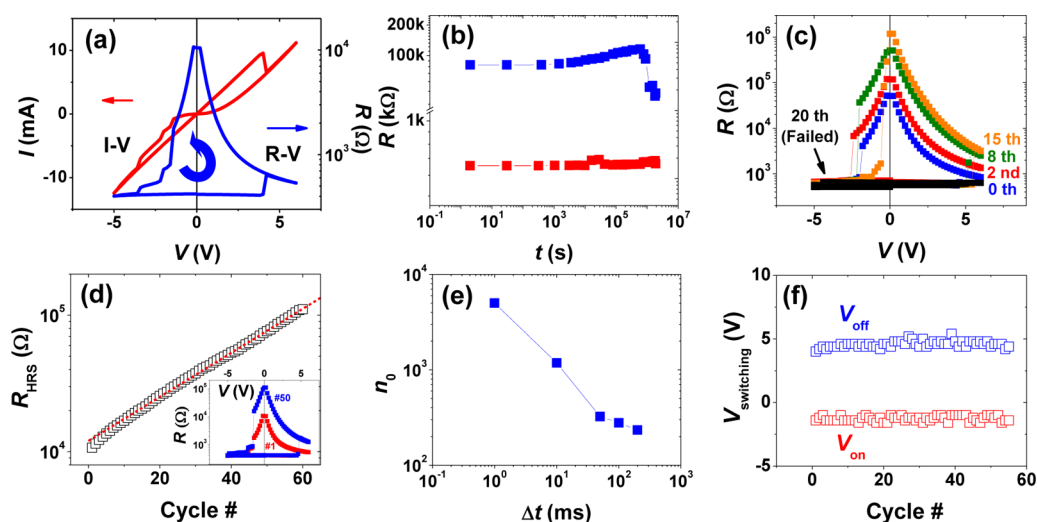 (a)
I (mA)
10
0
-10
I-V
R-V
10⁴
10³
R (Ω)
-5
0
5
V (V)
(b)
R (kΩ)
200k
100k
1k
10⁻¹
10¹
10³
10⁵
10⁷
t (s)
(c)
R (Ω)
10⁶
10⁵
10⁴
10³
20 th
(Failed)
15 th
8 th
2 nd
0 th
-5
0
5
V (V)
(d)
R_HRS (Ω)
10⁵
10⁴
0
20
40
60
Cycle #
-5
0
5
V (V)
R (Ω)
10⁵
10⁴
10³
10²
#50
#1
(e)
n₀
10⁴
10³
10²
10⁰
10¹
10²
10³
Δt (ms)
(f)
V_switching (V)
10
5
0
-5
V_off
V_on
0
20
40
60
Cycle #